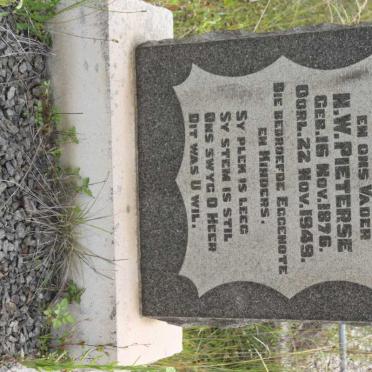 EN ONS VADER
N.W. PIETERSE
GEB. 16 NOV. 1876.
OORL. 22 NOV. 1949.
DIE BEDROEFDE EGGENOTE
EN KINDERS.
SY PLEK IS LEEG
SY STEM IS STIL
ONS SWYG O HEER
DIT WAS U WIL.